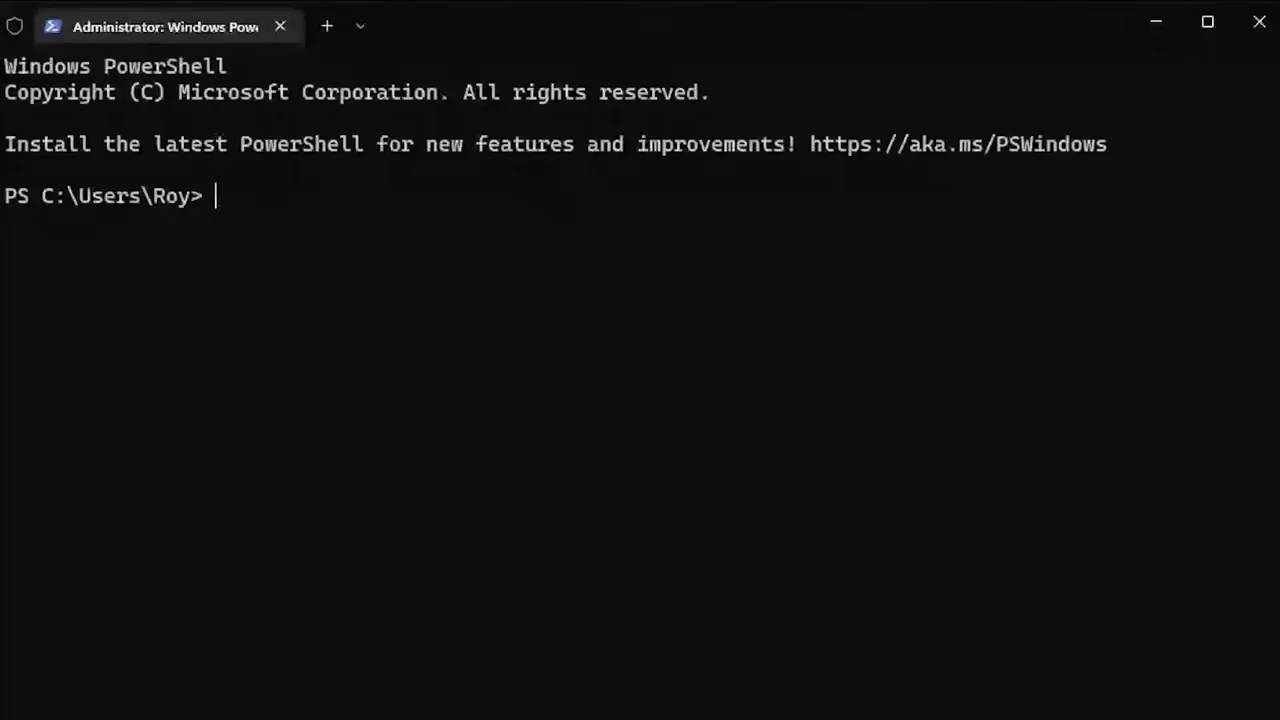 Administrator: Windows Pow
Windows PowerShell
Copyright (C) Microsoft Corporation. All rights reserved.
Install the latest PowerShell for new features and improvements! https://aka.ms/PSWindows
PS C:\Users\Roy>